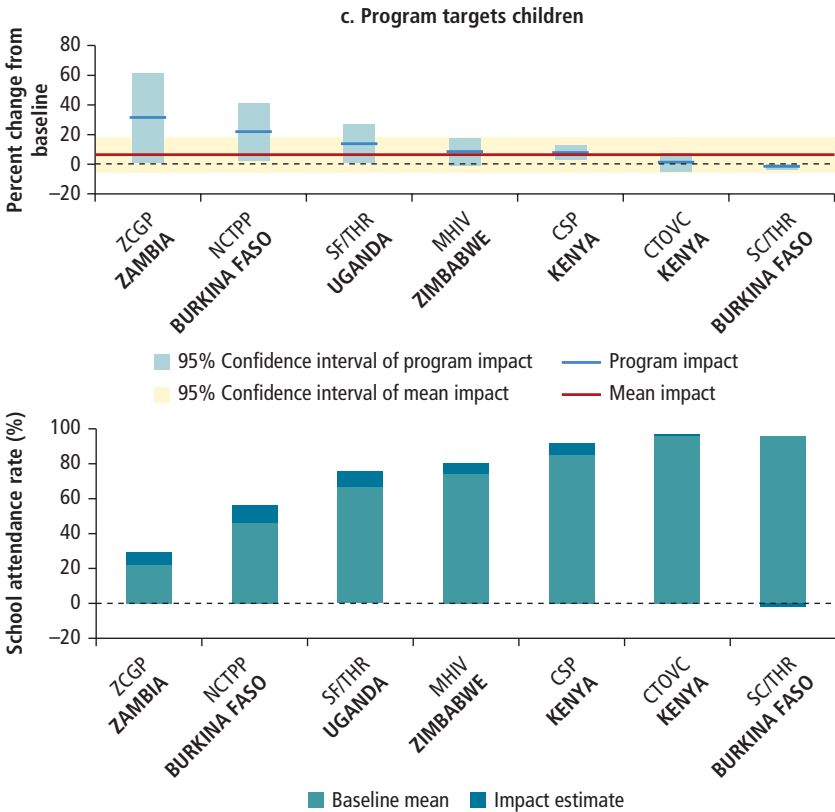 c. Program targets children
Percent change from
baseline
80
60
40
20
0
–20
ZCGP
ZAMBIA
NCTPP
BURKINA FASO
SF/THR
UGANDA
MHIV
ZIMBABWE
CSP
KENYA
CTOVC
KENYA
SC/THR
BURKINA FASO
95% Confidence interval of program impact
Program impact
95% Confidence interval of mean impact
Mean impact
School attendance rate (%)
100
80
60
40
20
0
–20
ZCGP
ZAMBIA
NCTPP
BURKINA FASO
SF/THR
UGANDA
MHIV
ZIMBABWE
CSP
KENYA
CTOVC
KENYA
SC/THR
BURKINA FASO
Baseline mean
Impact estimate